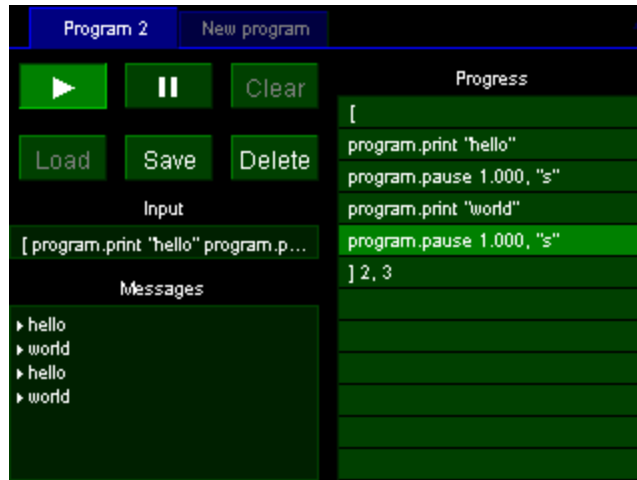 Program 2
New program
Clear
Load
Save
Delete
Input
[ program.print "hello" program.p...
Messages
hello
world
hello
world
Progress
[
program.print "hello"
program.pause 1.000, "s"
program.print "world"
program.pause 1.000, "s"
] 2, 3